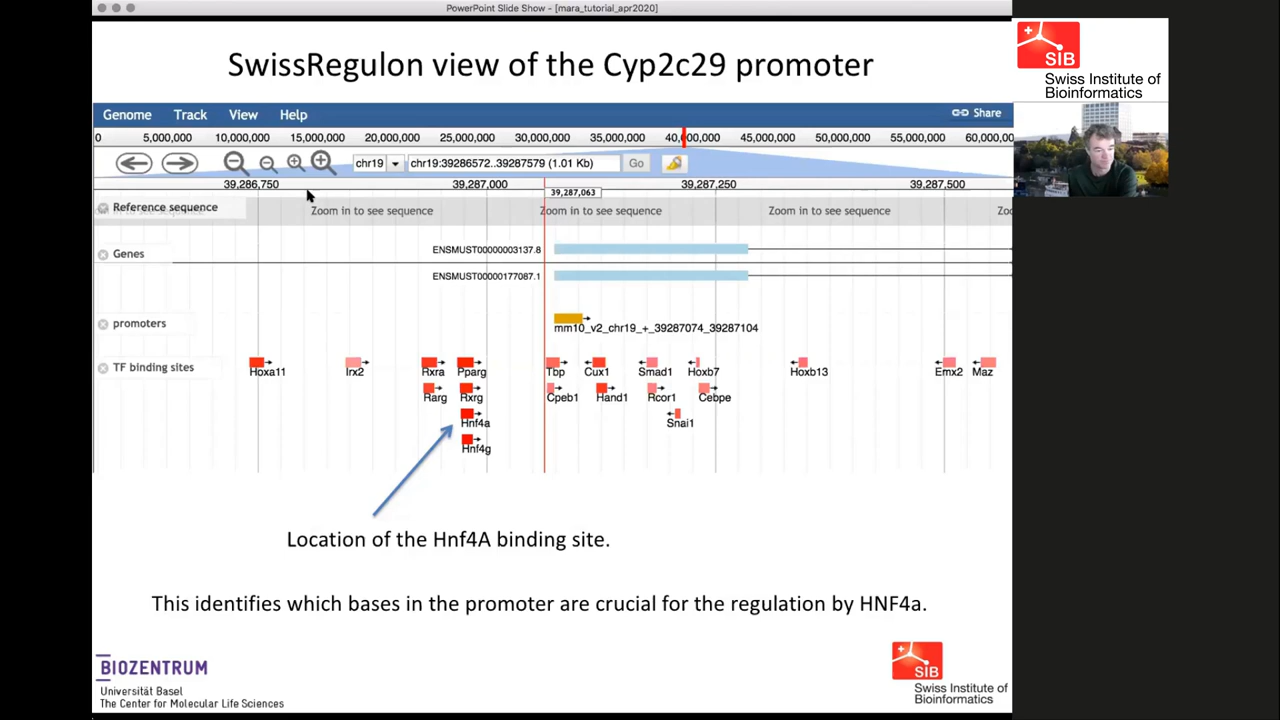 PowerPoint Slide Show - [mara_tutorial_apr2020]
SwissRegulon view of the Cyp2c29 promoter
SIB
Swiss Institute of
Bioinformatics
Genome Track View Help Share
0 5,000,000 10,000,000 15,000,000 20,000,000 25,000,000 30,000,000 35,000,000 40,000,000 45,000,000 50,000,000 55,000,000 60,000,000
chr19 chr19:39286572..39287579 (1.01 Kb) Go
39,286,750 39,287,000 39,287,250 39,287,500
39,287,063
Reference sequence Zoom in to see sequence Zoom in to see sequence Zoom in to see sequence Zo
ENSMUST00000003137.8
Genes
ENSMUST00000177087.1
promoters
mm10_v2_chr19_+_39287074_39287104
TF binding sites
Hoxa11 Irx2 Rxra Pparg Tbp Cux1 Smad1 Hoxb7 Hoxb13 Emx2 Maz
Rarg Rxrg Cpeb1 Hand1 Rcor1 Cebpe
Hnf4a Snai1
Hnf4g
Location of the Hnf4A binding site.
This identifies which bases in the promoter are crucial for the regulation by HNF4a.
BIOZENTRUM
Universität Basel
The Center for Molecular Life Sciences
SIB
Swiss Institute of
Bioinformatics